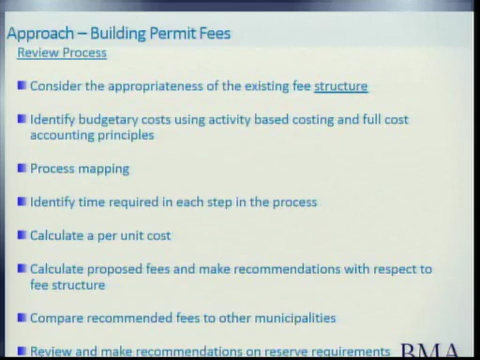 Approach – Building Permit Fees
Review Process
Consider the appropriateness of the existing fee structure
Identify budgetary costs using activity based costing and full cost
accounting principles
Process mapping
Identify time required in each step in the process
Calculate a per unit cost
Calculate proposed fees and make recommendations with respect to
fee structure
Compare recommended fees to other municipalities
Review and make recommendations on reserve requirements
BMA